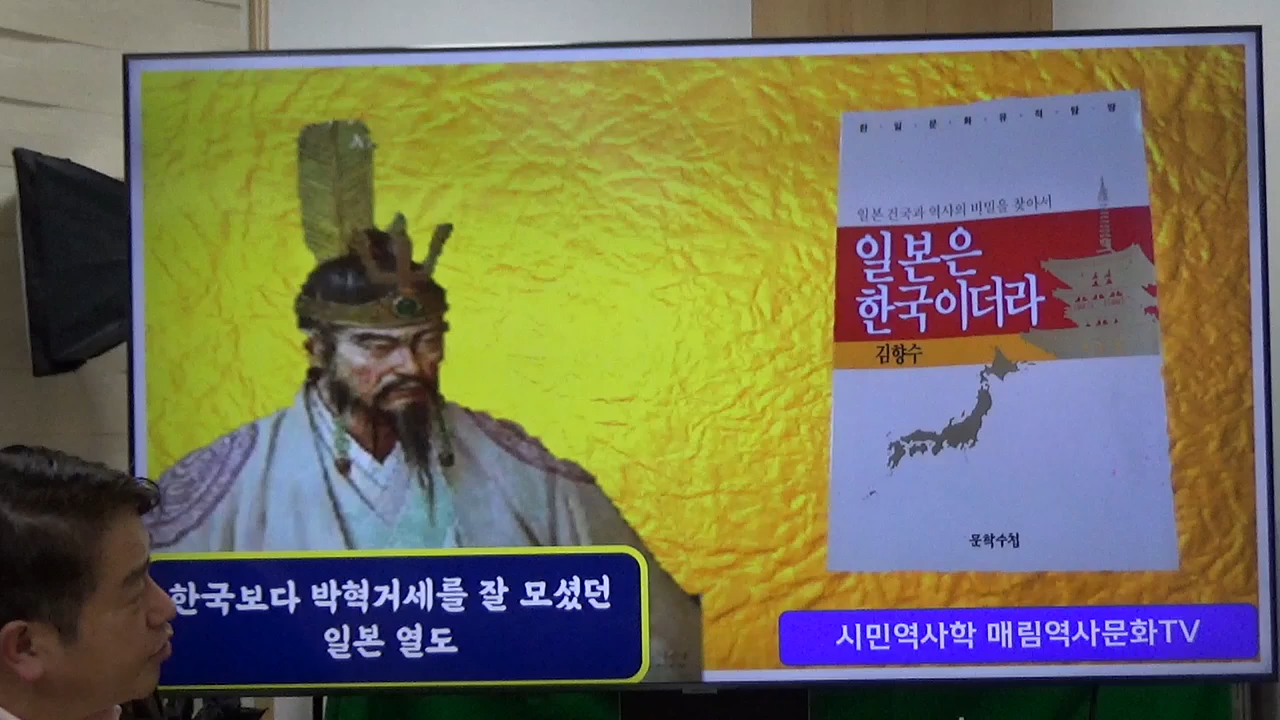 한·일·문·화·유·적·탐·방
일본 건국과 역사의 비밀을 찾아서
일본은
한국이더라
김향수
문학수첩
한국보다 박혁거세를 잘 모셨던
일본 열도
시민역사학 매림역사문화TV